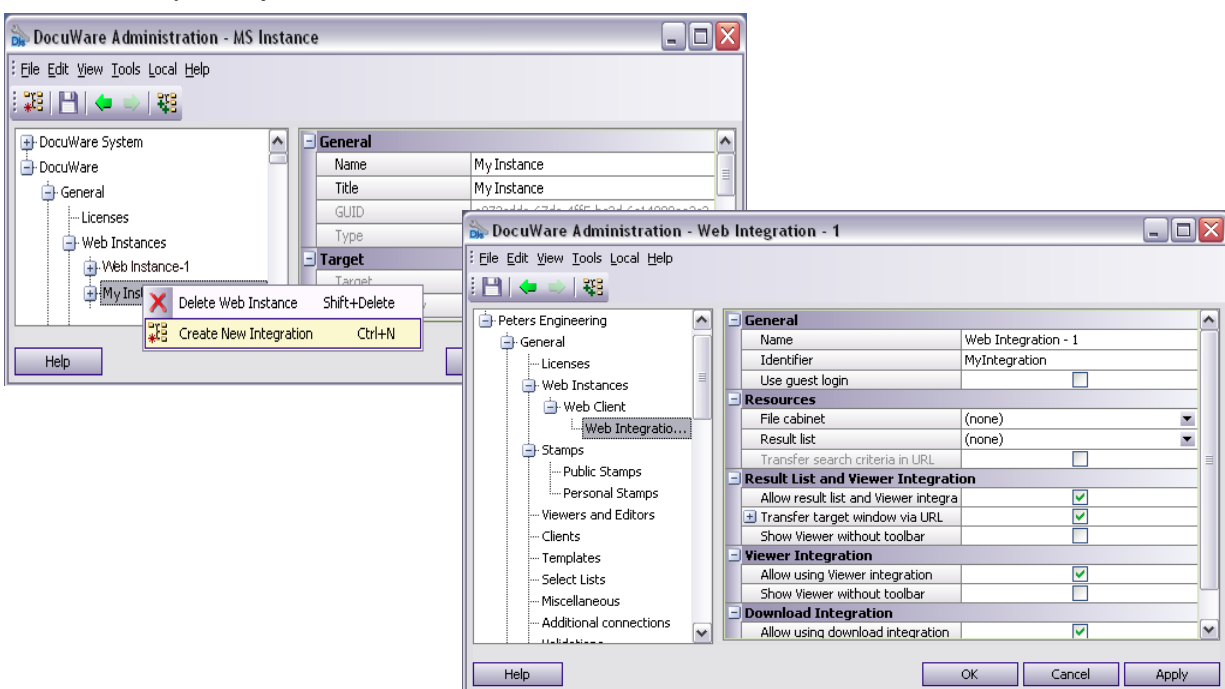 DocuWare Administration - MS Instance
File Edit View Tools Local Help
DocuWare System
DocuWare
General
Licenses
Web Instances
Web Instance-1
My Inst
General
Name My Instance
Title My Instance
GUID
Type
Target
Target
Delete Web Instance Shift+Delete
Create New Integration Ctrl+N
Help
DocuWare Administration - Web Integration - 1
File Edit View Tools Local Help
Peters Engineering
General
Licenses
Web Instances
Web Client
Web Integratio...
Stamps
Public Stamps
Personal Stamps
Viewers and Editors
Clients
Templates
Select Lists
Miscellaneous
Additional connections
Validations
General
Name Web Integration - 1
Identifier MyIntegration
Use guest login
Resources
File cabinet (none)
Result list (none)
Transfer search criteria in URL
Result List and Viewer Integration
Allow result list and Viewer integra
Transfer target window via URL
Show Viewer without toolbar
Viewer Integration
Allow using Viewer integration
Show Viewer without toolbar
Download Integration
Allow using download integration
Help OK Cancel Apply